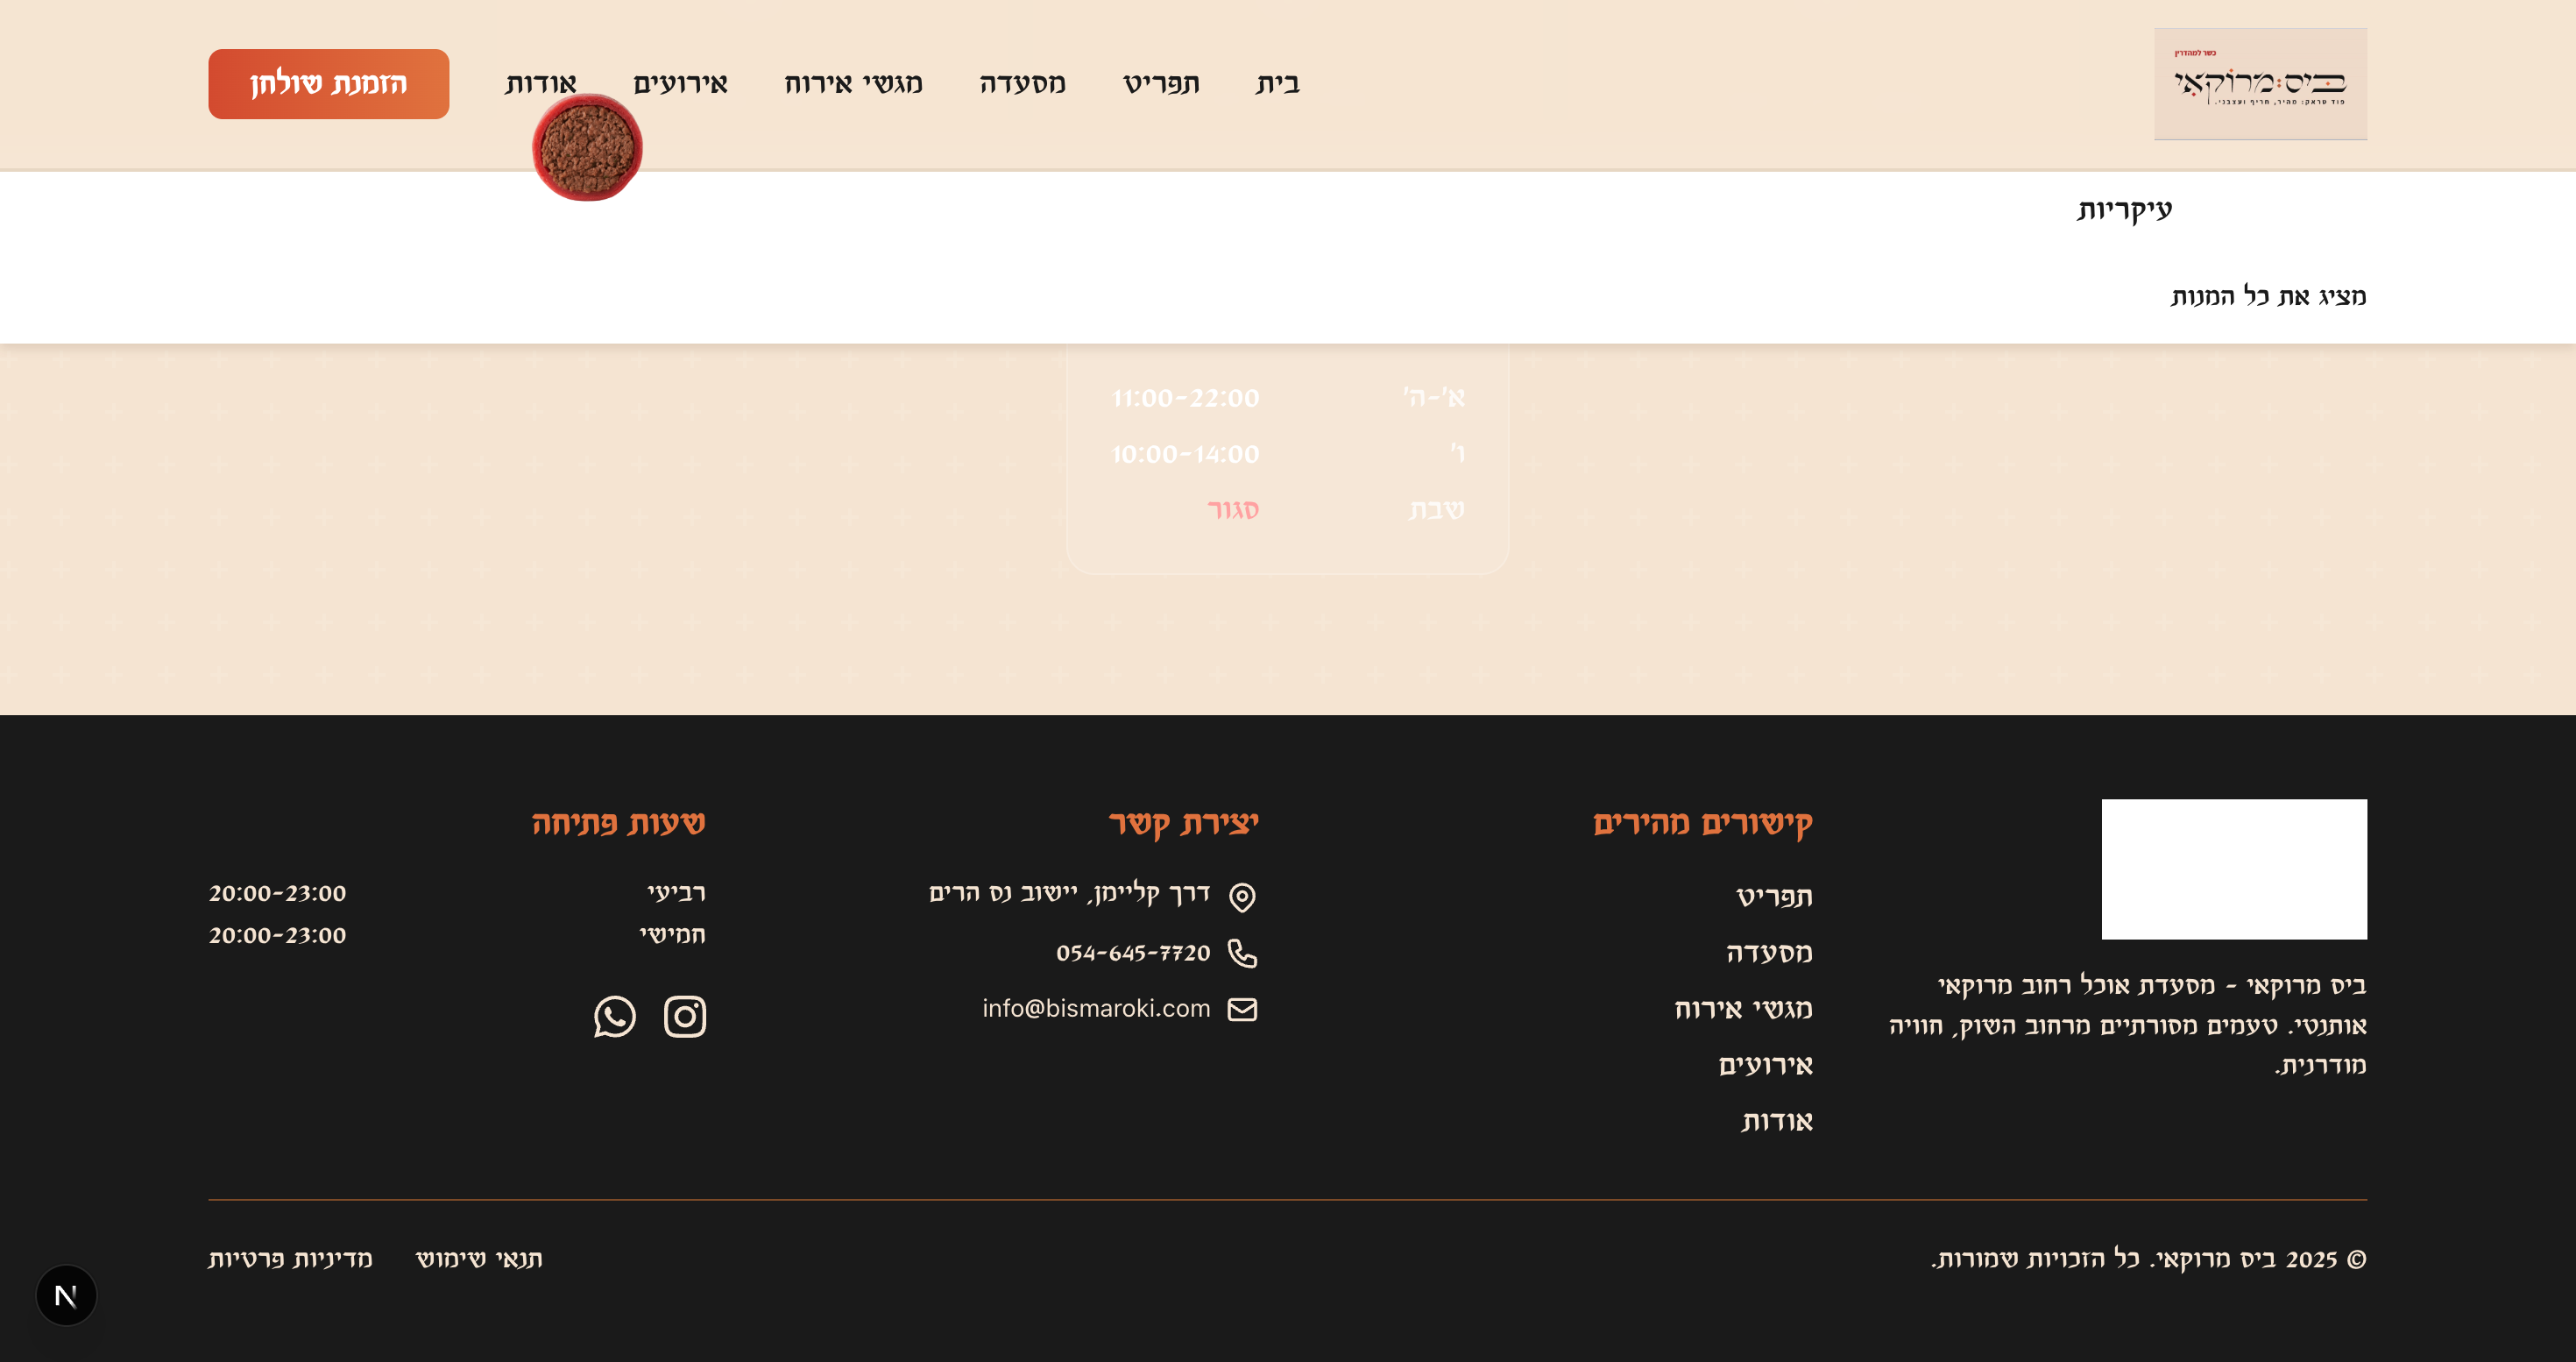 כשר למהדרין
ביס:מרוקאי
פוד טראק: מהיר, חריף ועצבני.
בית
תפריט
מסעדה
מגשי אירוח
אירועים
אודות
הזמנת שולחן
עיקריות
מציג את כל המנות
א'-ה' 11:00-22:00
ו' 10:00-14:00
שבת סגור
ביס מרוקאי - מסעדת אוכל רחוב מרוקאי
אותנטי. טעמים מסורתיים מרחוב השוק, חוויה
מודרנית.
קישורים מהירים
תפריט
מסעדה
מגשי אירוח
אירועים
אודות
יצירת קשר
דרך קליימן, יישוב נס הרים
054-645-7720
info@bismaroki.com
שעות פתיחה
רביעי 20:00-23:00
חמישי 20:00-23:00
© 2025 ביס מרוקאי. כל הזכויות שמורות.
תנאי שימוש
מדיניות פרטיות
N